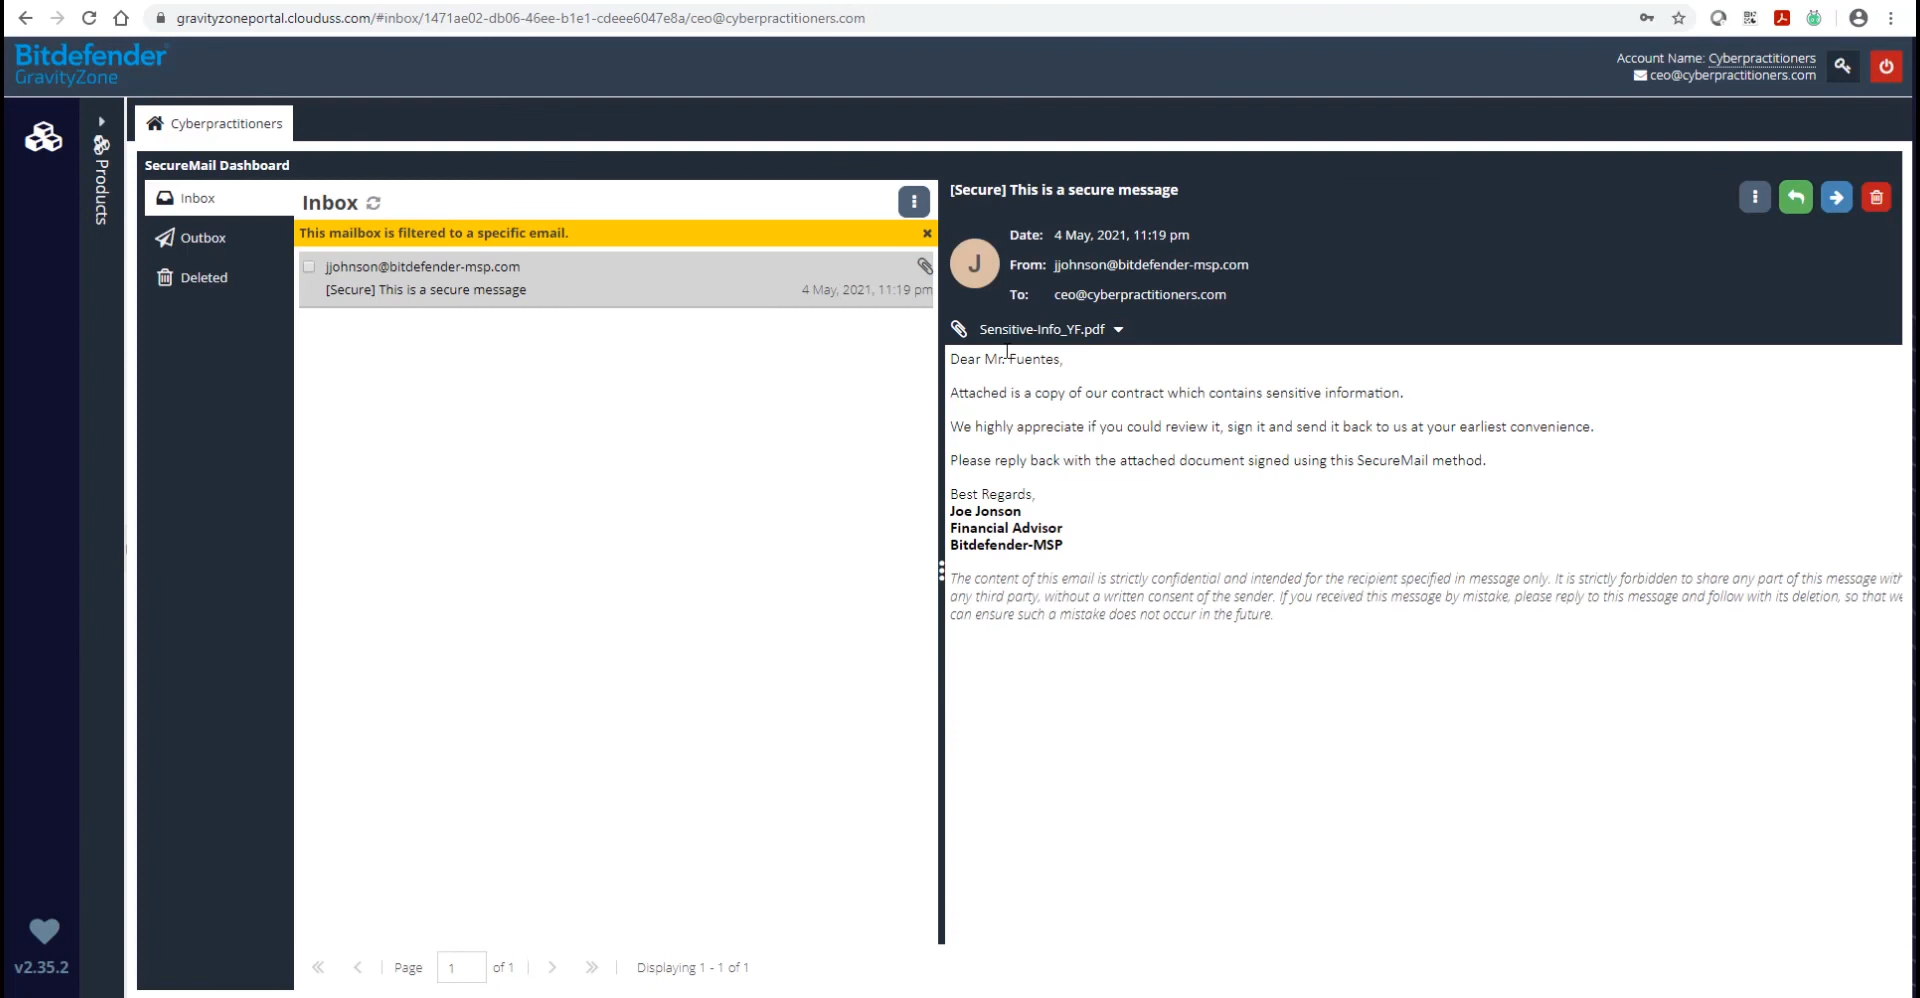 gravityzoneportal.clouduss.com/#inbox/1471ae02-db06-46ee-b1e1-cdeee6047e8a/ceo@cyberpractitioners.com
Bitdefender
GravityZone
Account Name: Cyberpractitioners
ceo@cyberpractitioners.com
Products
Cyberpractitioners
SecureMail Dashboard
Inbox
Outbox
Deleted
Inbox
This mailbox is filtered to a specific email.
jjohnson@bitdefender-msp.com
[Secure] This is a secure message 4 May, 2021, 11:19 pm
[Secure] This is a secure message
J
Date: 4 May, 2021, 11:19 pm
From: jjohnson@bitdefender-msp.com
To: ceo@cyberpractitioners.com
Sensitive-Info_YF.pdf
Dear Mr. Fuentes,
Attached is a copy of our contract which contains sensitive information.
We highly appreciate if you could review it, sign it and send it back to us at your earliest convenience.
Please reply back with the attached document signed using this SecureMail method.
Best Regards,
Joe Jonson
Financial Advisor
Bitdefender-MSP
The content of this email is strictly confidential and intended for the recipient specified in message only. It is strictly forbidden to share any part of this message with
any third party, without a written consent of the sender. If you received this message by mistake, please reply to this message and follow with its deletion, so that we
can ensure such a mistake does not occur in the future.
v2.35.2
Page 1 of 1 Displaying 1 - 1 of 1